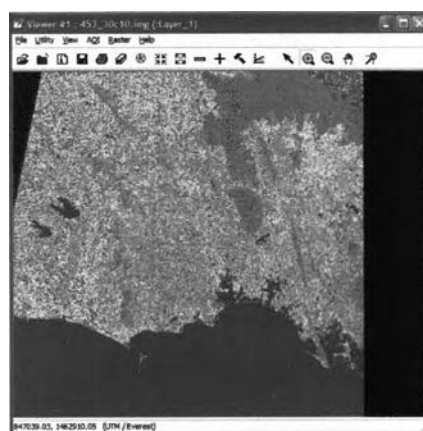 Viewer #1 : 453_30c10.img (:Layer_1)
File Utility View AOI Raster Help
847039.03, 1462910.05 (UTM / Everest)